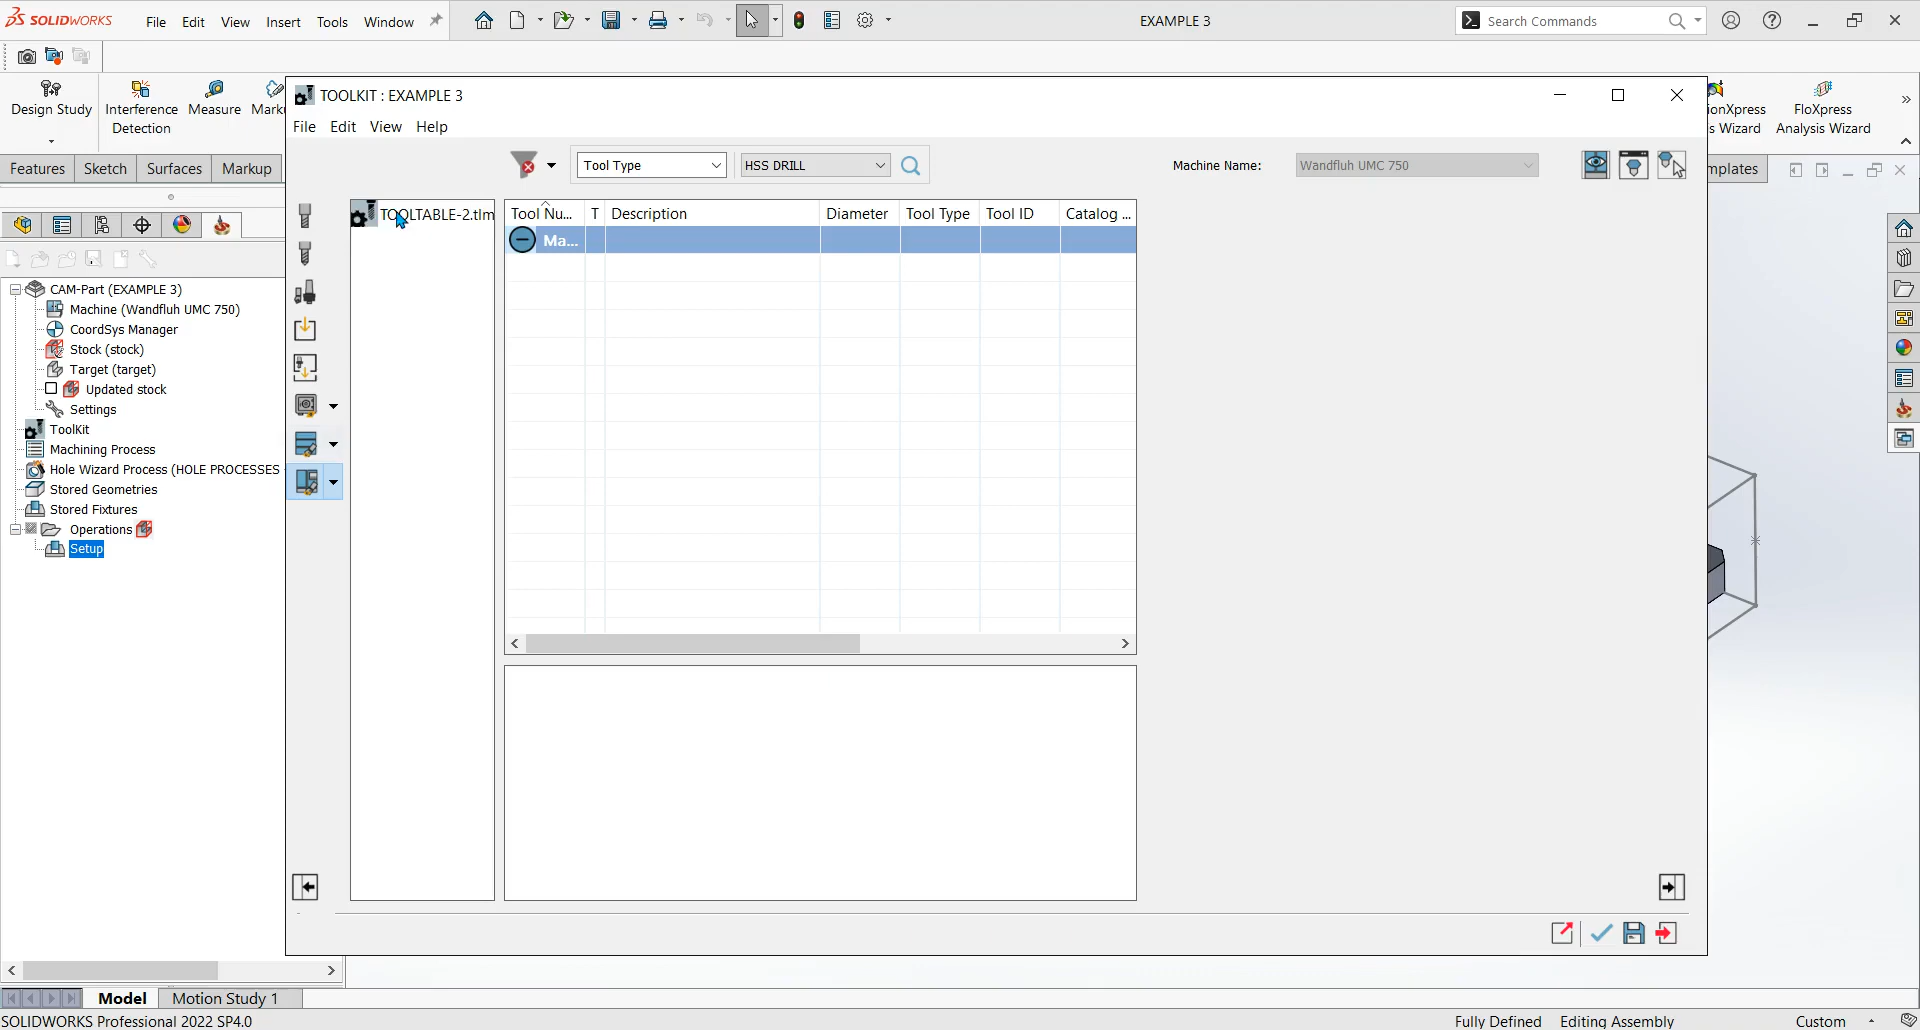 SOLIDWORKS File Edit View Insert Tools Window EXAMPLE 3 Search Commands
Design Study Interference Detection Measure Marku
ionXpress s Wizard FloXpress Analysis Wizard
Features Sketch Surfaces Markup mplates
TOOLKIT : EXAMPLE 3
File Edit View Help
Tool Type HSS DRILL Machine Name: Wandfluh UMC 750
TOOLTABLE-2.tlm
Tool Nu... T Description Diameter Tool Type Tool ID Catalog ...
Ma...
CAM-Part (EXAMPLE 3)
Machine (Wandfluh UMC 750)
CoordSys Manager
Stock (stock)
Target (target)
Updated stock
Settings
ToolKit
Machining Process
Hole Wizard Process (HOLE PROCESSES
Stored Geometries
Stored Fixtures
Operations
Setup
Model Motion Study 1
SOLIDWORKS Professional 2022 SP4.0 Fully Defined Editing Assembly Custom